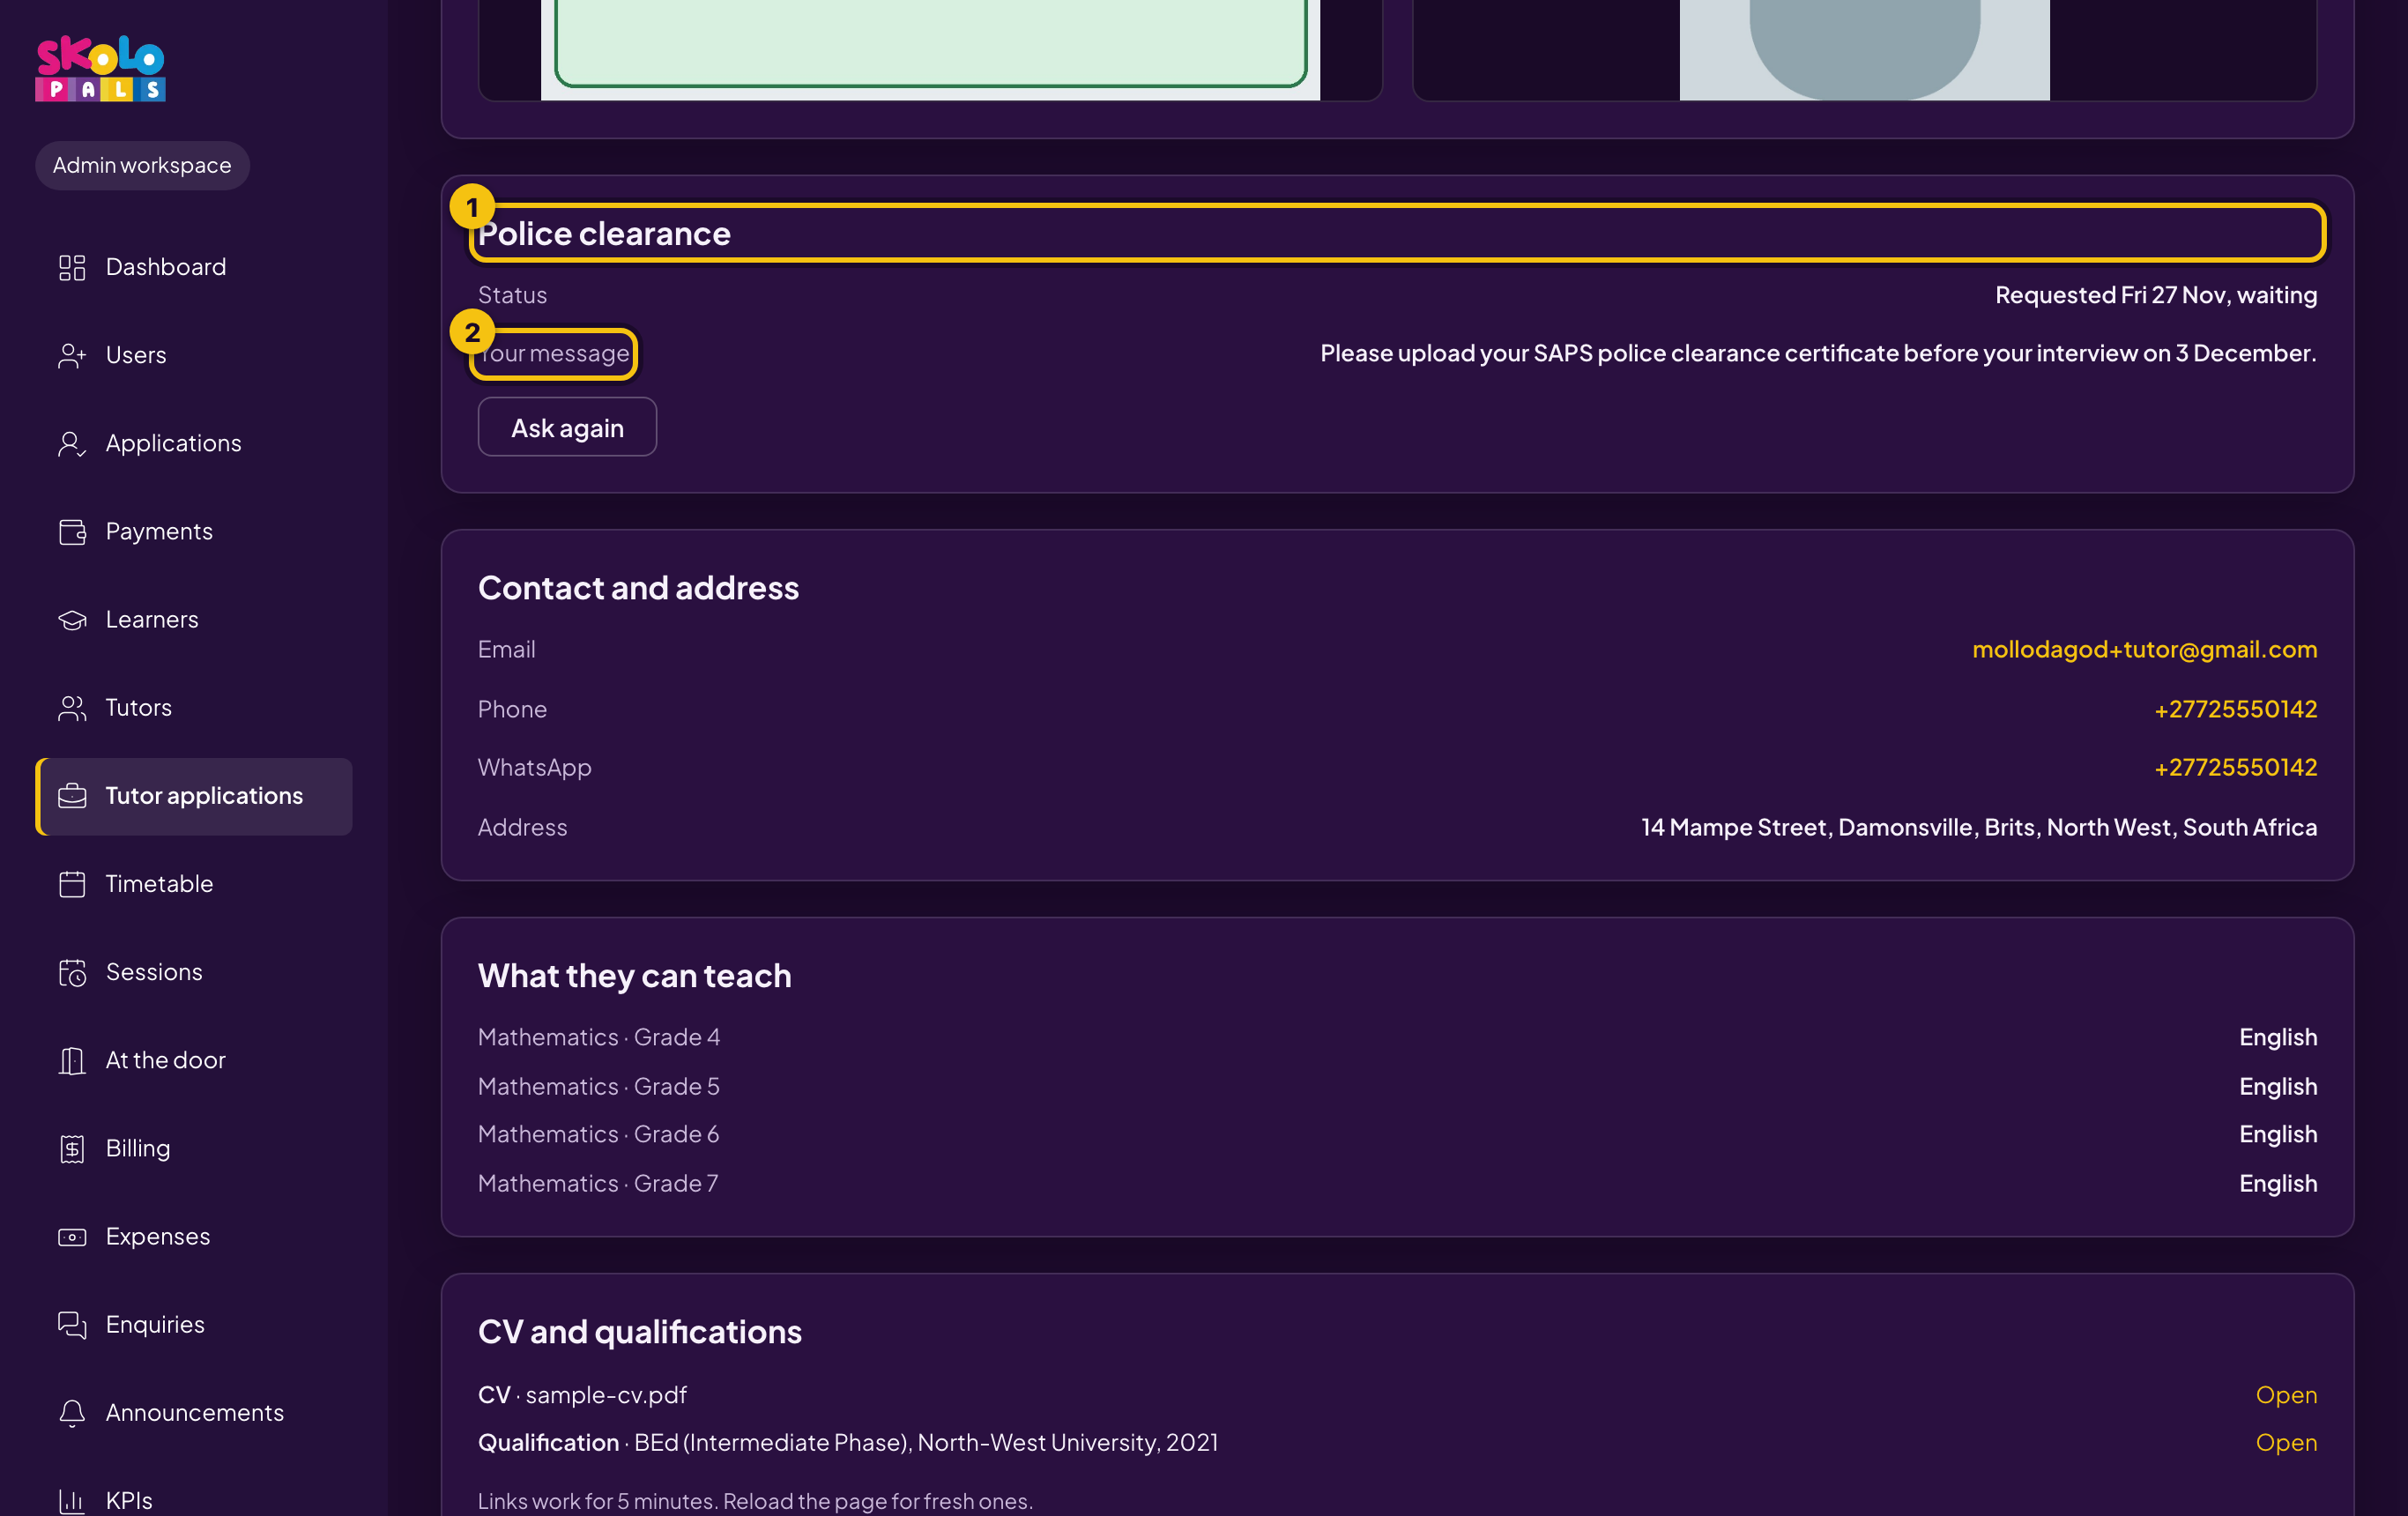 SKOLO
PALS
Admin workspace
Dashboard
Users
Applications
Payments
Learners
Tutors
Tutor applications
Timetable
Sessions
At the door
Billing
Expenses
Enquiries
Announcements
KPIs
1
Police clearance
Status Requested Fri 27 Nov, waiting
2
Your message Please upload your SAPS police clearance certificate before your interview on 3 December.
Ask again
Contact and address
Email mollodagod+tutor@gmail.com
Phone +27725550142
WhatsApp +27725550142
Address 14 Mampe Street, Damonsville, Brits, North West, South Africa
What they can teach
Mathematics · Grade 4 English
Mathematics · Grade 5 English
Mathematics · Grade 6 English
Mathematics · Grade 7 English
CV and qualifications
CV · sample-cv.pdf Open
Qualification · BEd (Intermediate Phase), North-West University, 2021 Open
Links work for 5 minutes. Reload the page for fresh ones.